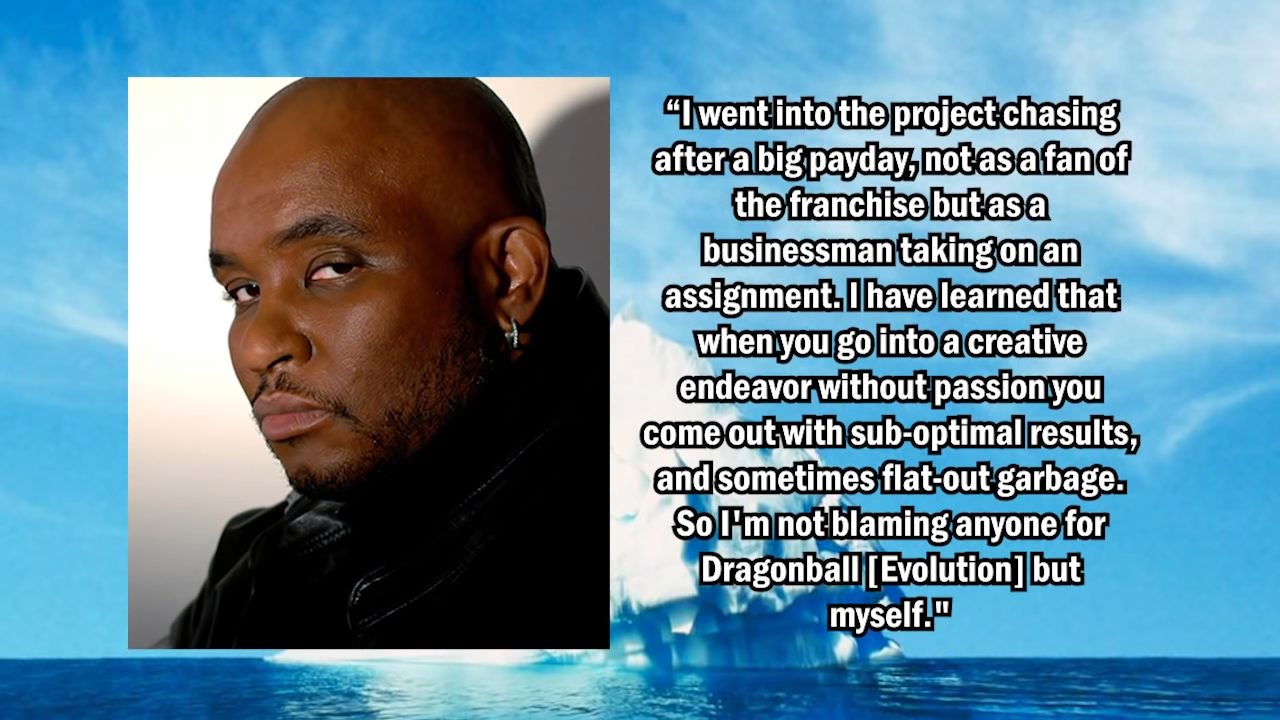 “I went into the project chasing
after a big payday, not as a fan of
the franchise but as a
businessman taking on an
assignment. I have learned that
when you go into a creative
endeavor without passion you
come out with sub-optimal results,
and sometimes flat-out garbage.
So I'm not blaming anyone for
Dragonball [Evolution] but
myself."